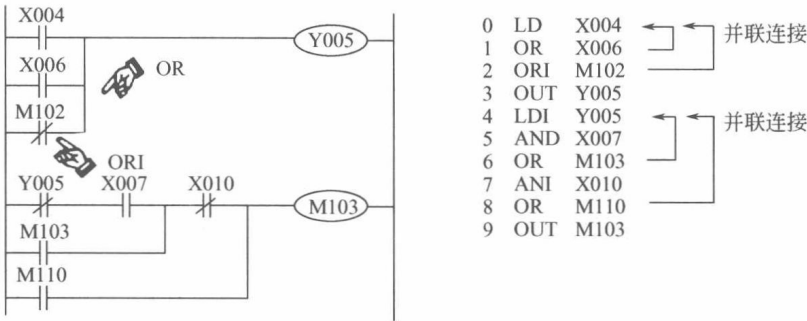 X004
Y005
X006
OR
M102
ORI
Y005 X007 X010
M103
M103
M110
0 LD X004
1 OR X006
2 ORI M102
3 OUT Y005
4 LDI Y005
5 AND X007
6 OR M103
7 ANI X010
8 OR M110
9 OUT M103
并联连接
并联连接